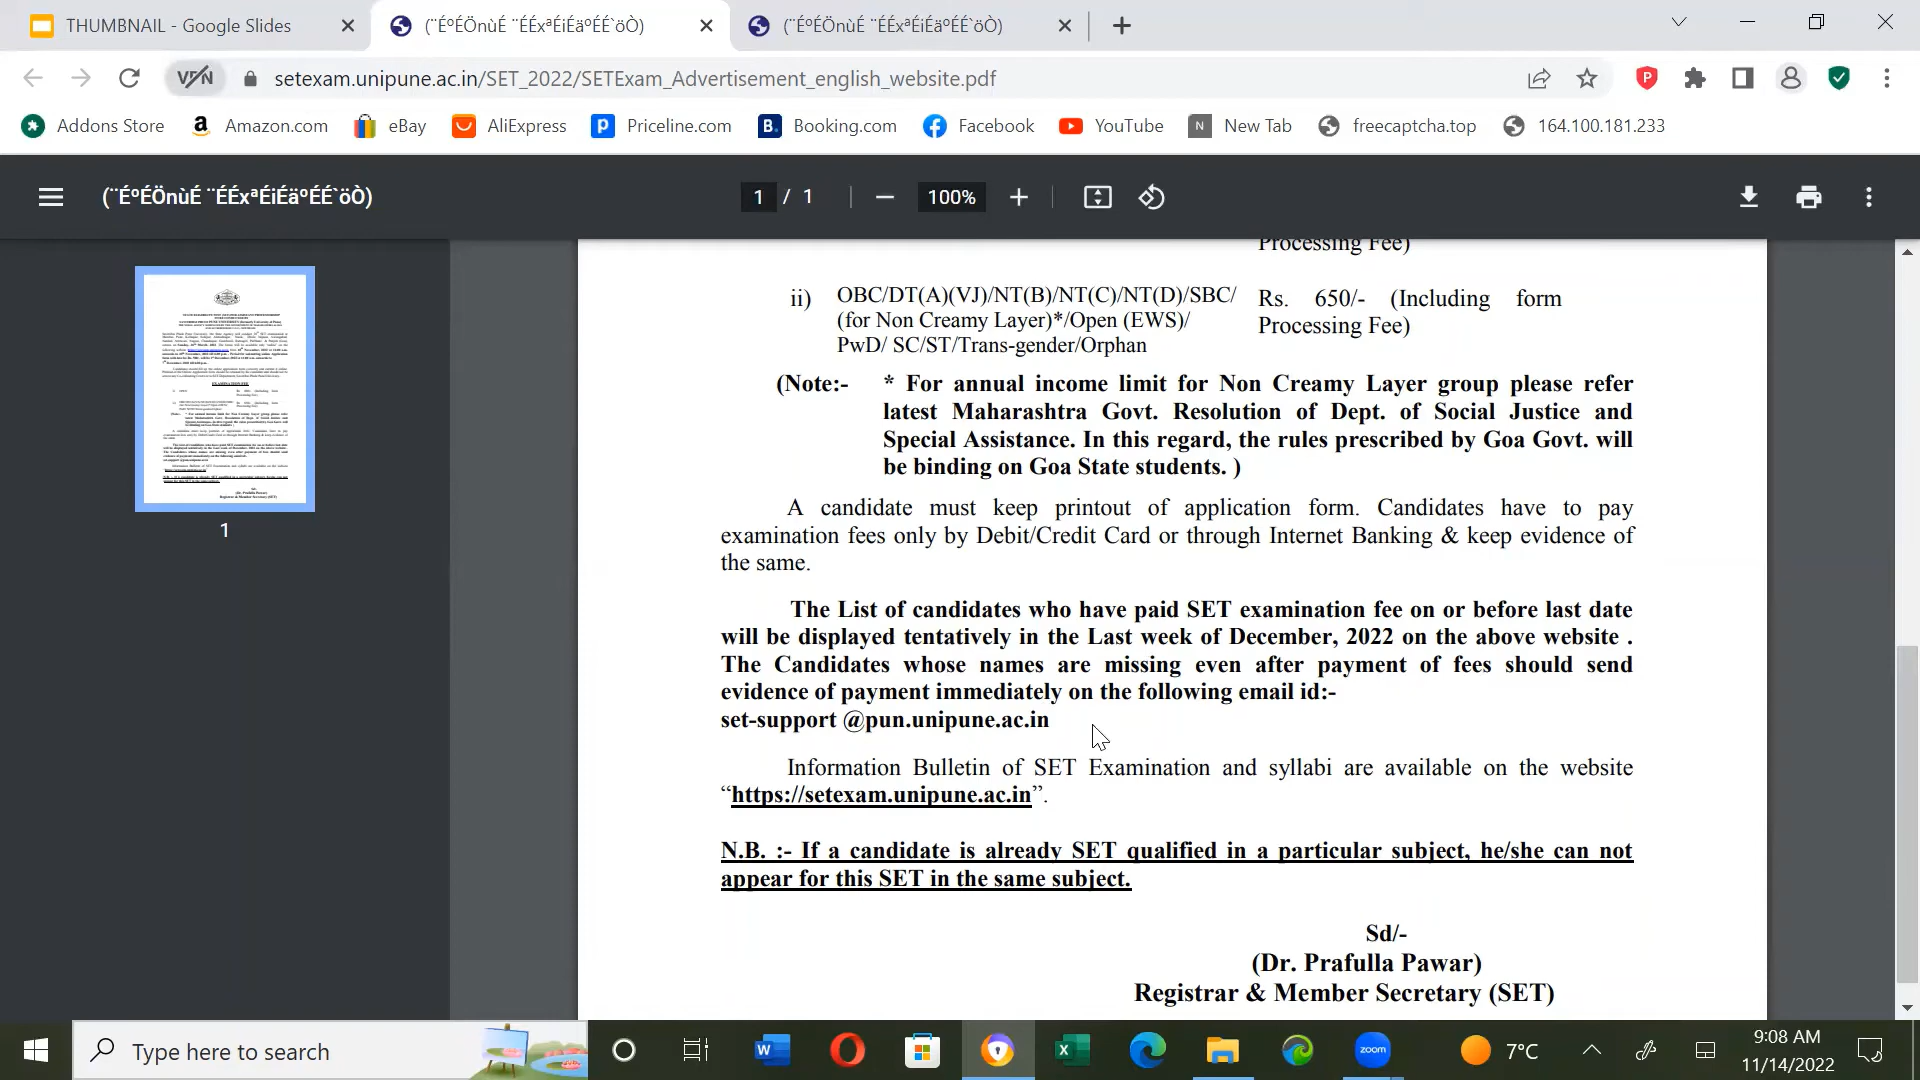 THUMBNAIL - Google Slides
(¨ÉºÉÖnùÉ ¨ÉÉxªÉiÉäºÉÉ`öÒ)
(¨ÉºÉÖnùÉ ¨ÉÉxªÉiÉäºÉÉ`öÒ)
VPN
setexam.unipune.ac.in/SET_2022/SETExam_Advertisement_english_website.pdf
Addons Store
Amazon.com
eBay
AliExpress
Priceline.com
Booking.com
Facebook
YouTube
New Tab
freecaptcha.top
164.100.181.233
(¨ÉºÉÖnùÉ ¨ÉÉxªÉiÉäºÉÉ`öÒ)
1 / 1
100%
1
Processing Fee)
ii) OBC/DT(A)(VJ)/NT(B)/NT(C)/NT(D)/SBC/
(for Non Creamy Layer)*/Open (EWS)/
PwD/ SC/ST/Trans-gender/Orphan
Rs. 650/- (Including form
Processing Fee)
(Note:- * For annual income limit for Non Creamy Layer group please refer
latest Maharashtra Govt. Resolution of Dept. of Social Justice and
Special Assistance. In this regard, the rules prescribed by Goa Govt. will
be binding on Goa State students. )
A candidate must keep printout of application form. Candidates have to pay
examination fees only by Debit/Credit Card or through Internet Banking & keep evidence of
the same.
The List of candidates who have paid SET examination fee on or before last date
will be displayed tentatively in the Last week of December, 2022 on the above website .
The Candidates whose names are missing even after payment of fees should send
evidence of payment immediately on the following email id:-
set-support @pun.unipune.ac.in
Information Bulletin of SET Examination and syllabi are available on the website
“https://setexam.unipune.ac.in”.
N.B. :- If a candidate is already SET qualified in a particular subject, he/she can not
appear for this SET in the same subject.
Sd/-
(Dr. Prafulla Pawar)
Registrar & Member Secretary (SET)
Type here to search
zoom
7°C
9:08 AM
11/14/2022